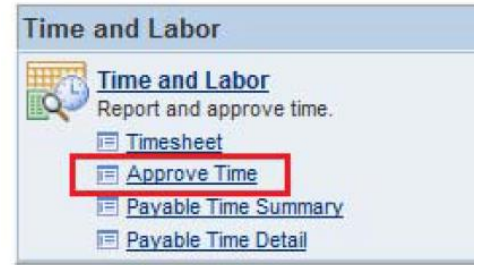 Time and Labor
Time and Labor
Report and approve time.
Timesheet
Approve Time
Payable Time Summary
Payable Time Detail